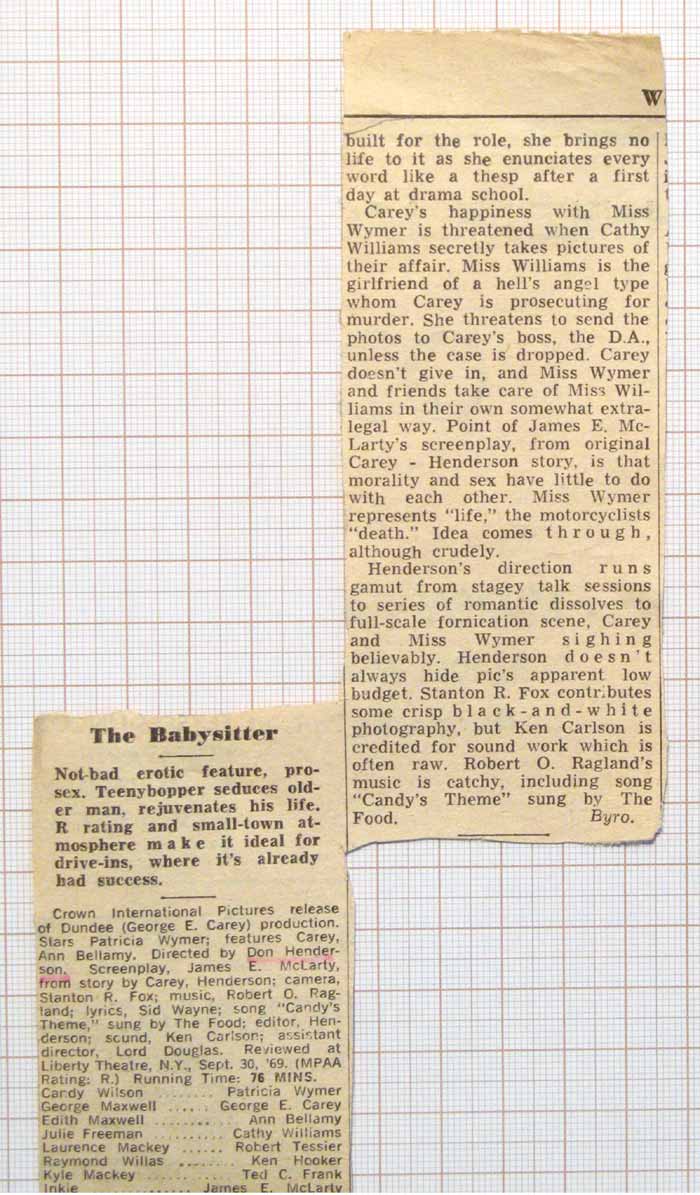 The Babysitter
Not-bad erotic feature, pro-
sex. Teenybopper seduces old-
er man, rejuvenates his life.
R rating and small-town at-
mosphere make it ideal for
drive-ins, where it's already
had success.
Crown International Pictures release
of Dundee (George E. Carey) production.
Stars Patricia Wymer; features Carey,
Ann Bellamy. Directed by Don Hender-
son. Screenplay, James E. McLarty,
from story by Carey, Henderson; camera,
Stanton R. Fox; music, Robert O. Rag-
land; lyrics, Sid Wayne; song "Candy's
Theme," sung by The Food; editor, Hen-
derson; sound, Ken Carlson; assistant
director, Lord Douglas. Reviewed at
Liberty Theatre, N.Y., Sept. 30, '69. (MPAA
Rating: R.) Running Time: 76 MINS.
Candy Wilson ........ Patricia Wymer
George Maxwell ..... George E. Carey
Edith Maxwell .......... Ann Bellamy
Julie Freeman ........ Cathy Williams
Laurence Mackey ..... Robert Tessier
Raymond Willas ........ Ken Hooker
Kyle Mackey .......... Ted C. Frank
Inkie ............ James E. McLarty
W
built for the role, she brings no
life to it as she enunciates every
word like a thesp after a first
day at drama school.
Carey's happiness with Miss
Wymer is threatened when Cathy
Williams secretly takes pictures of
their affair. Miss Williams is the
girlfriend of a hell's angel type
whom Carey is prosecuting for
murder. She threatens to send the
photos to Carey's boss, the D.A.,
unless the case is dropped. Carey
doesn't give in, and Miss Wymer
and friends take care of Miss Wil-
liams in their own somewhat extra-
legal way. Point of James E. Mc-
Larty's screenplay, from original
Carey - Henderson story, is that
morality and sex have little to do
with each other. Miss Wymer
represents "life," the motorcyclists
"death." Idea comes through,
although crudely.
Henderson's direction runs
gamut from stagey talk sessions
to series of romantic dissolves to
full-scale fornication scene, Carey
and Miss Wymer sighing
believably. Henderson doesn't
always hide pic's apparent low
budget. Stanton R. Fox contributes
some crisp black-and-white
photography, but Ken Carlson is
credited for sound work which is
often raw. Robert O. Ragland's
music is catchy, including song
"Candy's Theme" sung by The
Food. Byro.